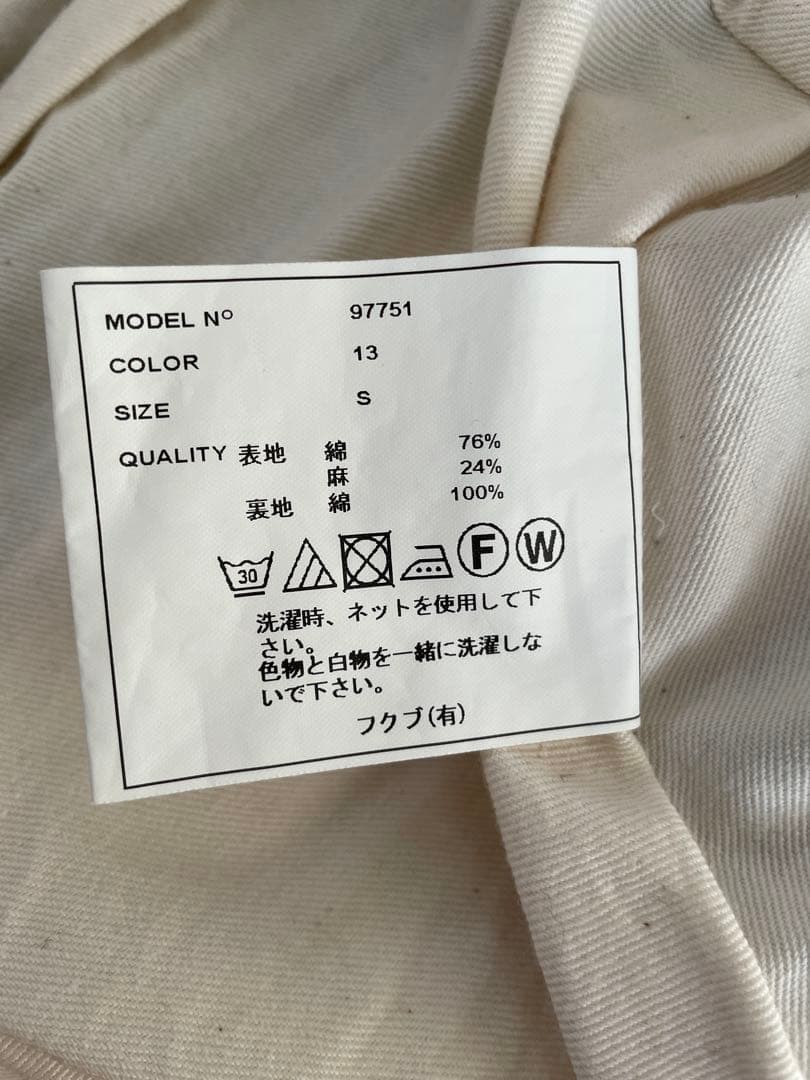 MODEL Nº 97751
COLOR 13
SIZE S
QUALITY 表地 綿 76%
麻 24%
裏地 綿 100%
30 F W
洗濯時、ネットを使用して下
さい。
色物と白物を一緒に洗濯しな
いで下さい。
フクブ(有)